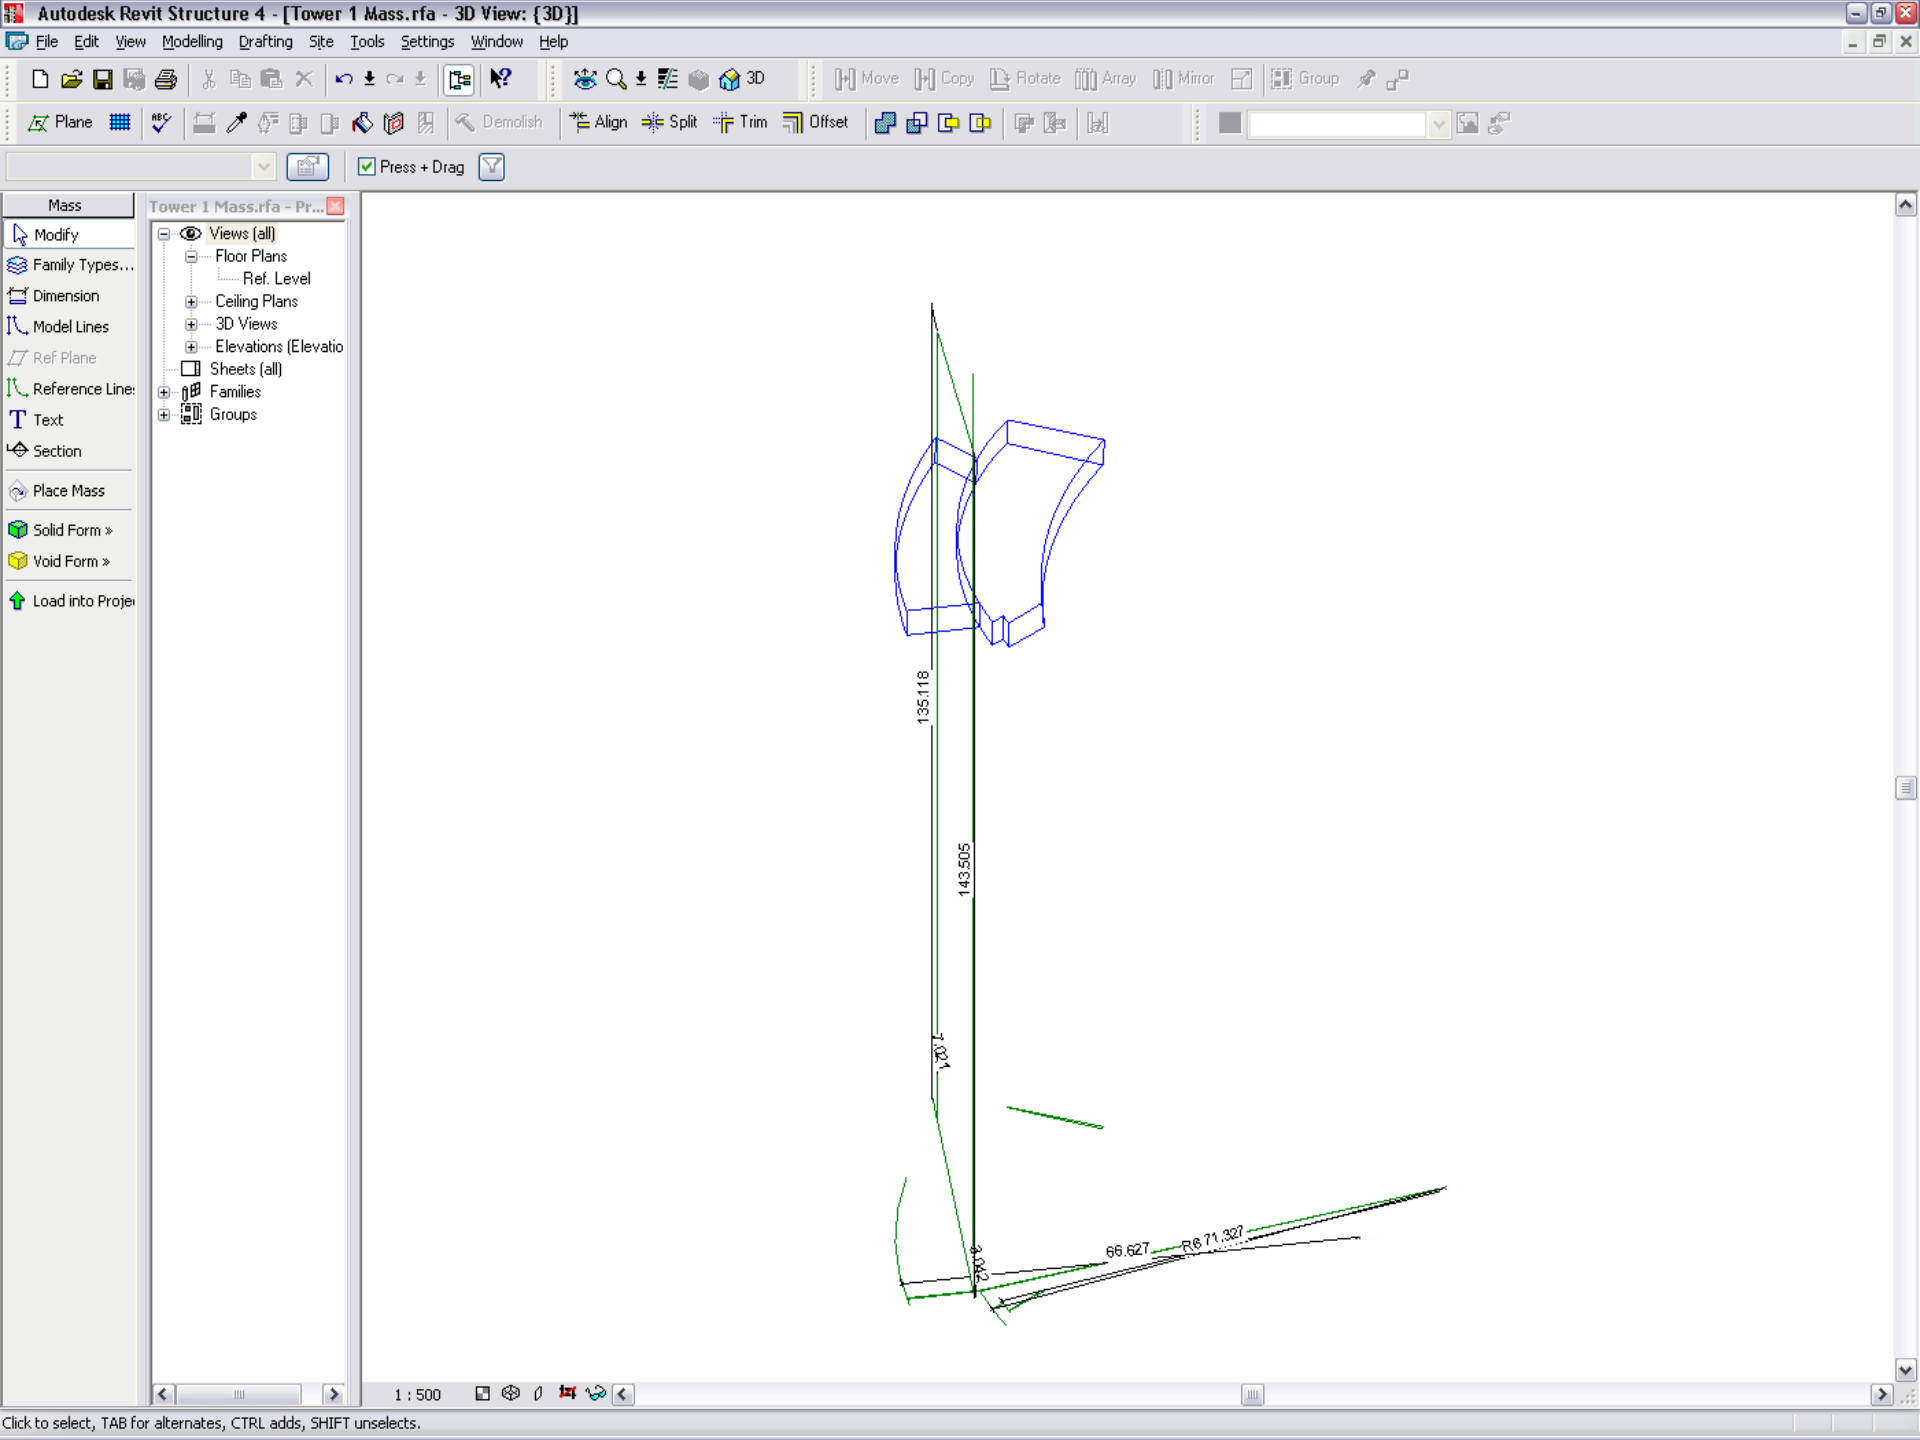 Autodesk Revit Structure 4 - [Tower 1 Mass.rfa - 3D View: {3D}]
File Edit View Modelling Drafting Site Tools Settings Window Help
3D Move Copy Rotate Array Mirror Group
Plane ABC Demolish Align Split Trim Offset
Press + Drag
Mass
Modify
Family Types...
Dimension
Model Lines
Ref Plane
Reference Line
Text
Section
Place Mass
Solid Form »
Void Form »
Load into Proje
Tower 1 Mass.rfa - Pr...
Views (all)
Floor Plans
Ref. Level
Ceiling Plans
3D Views
Elevations (Elevatio
Sheets (all)
Families
Groups
135.118
143.505
7.021
66.627
71.327
1 : 500
Click to select, TAB for alternates, CTRL adds, SHIFT unselects.